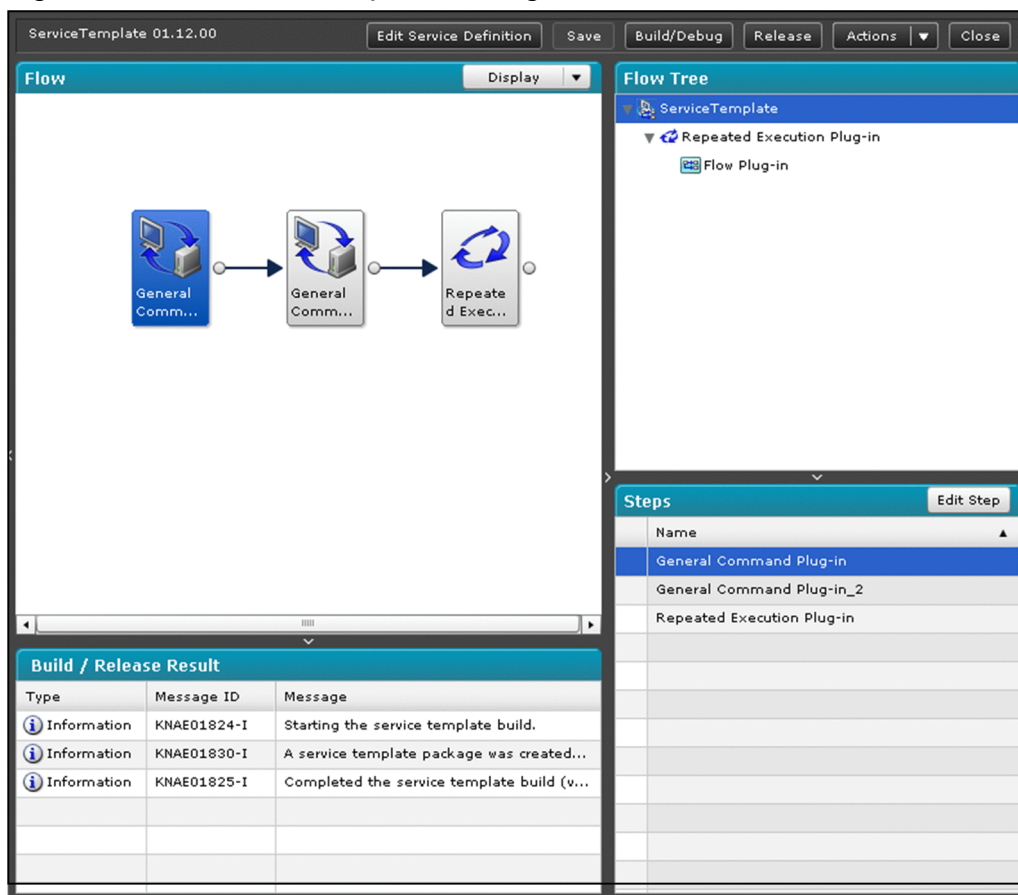 ServiceTemplate 01.12.00
Edit Service Definition
Save
Build/Debug
Release
Actions
Close
Flow
Display
General
Comm...
General
Comm...
Repeate
d Exec...
Flow Tree
ServiceTemplate
Repeated Execution Plug-in
Flow Plug-in
Steps
Edit Step
Name
General Command Plug-in
General Command Plug-in_2
Repeated Execution Plug-in
Build / Release Result
Type Message ID Message
Information KNAE01824-I Starting the service template build.
Information KNAE01830-I A service template package was created...
Information KNAE01825-I Completed the service template build (v...